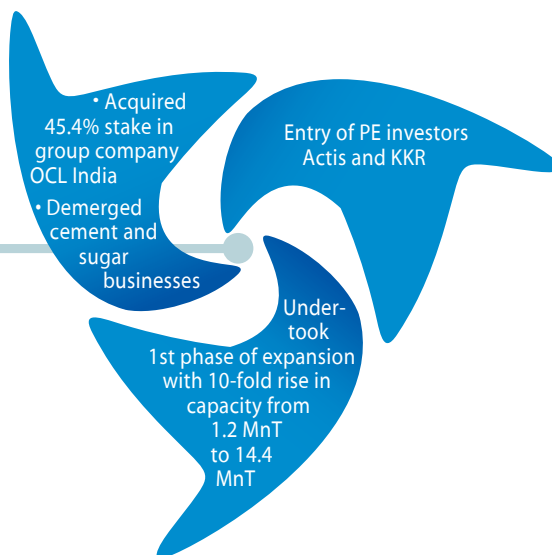 • Acquired
45.4% stake in
group company
OCL India
• Demerged
cement and
sugar
businesses
Entry of PE investors
Actis and KKR
Under-
took
1st phase of expansion
with 10-fold rise in
capacity from
1.2 MnT
to 14.4
MnT